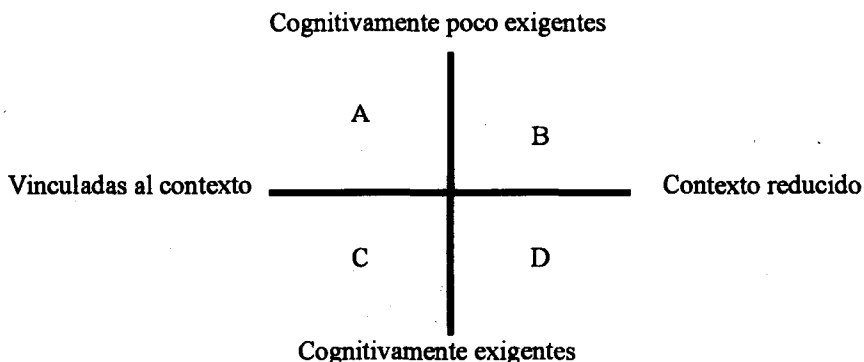 Cognitivamente poco exigentes
A
B
Vinculadas al contexto
Contexto reducido
C
D
Cognitivamente exigentes